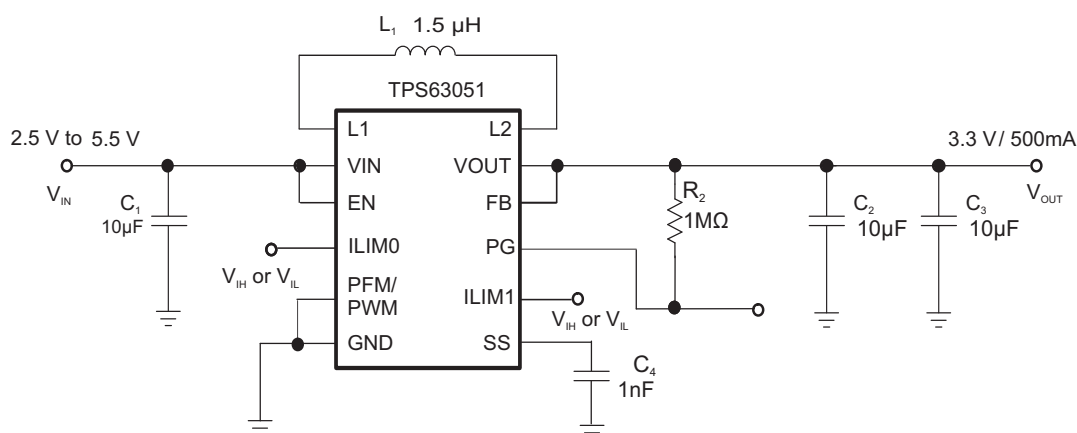 L₁ 1.5 µH
TPS63051
L1
L2
2.5 V to 5.5 V
3.3 V/ 500mA
VIN
VOUT
V_IN
V_OUT
C₁
10µF
EN
FB
R₂
1MΩ
C₂
10µF
C₃
10µF
ILIM0
PG
V_IH or V_IL
PFM/
PWM
ILIM1
V_IH or V_IL
GND
SS
C₄
1nF